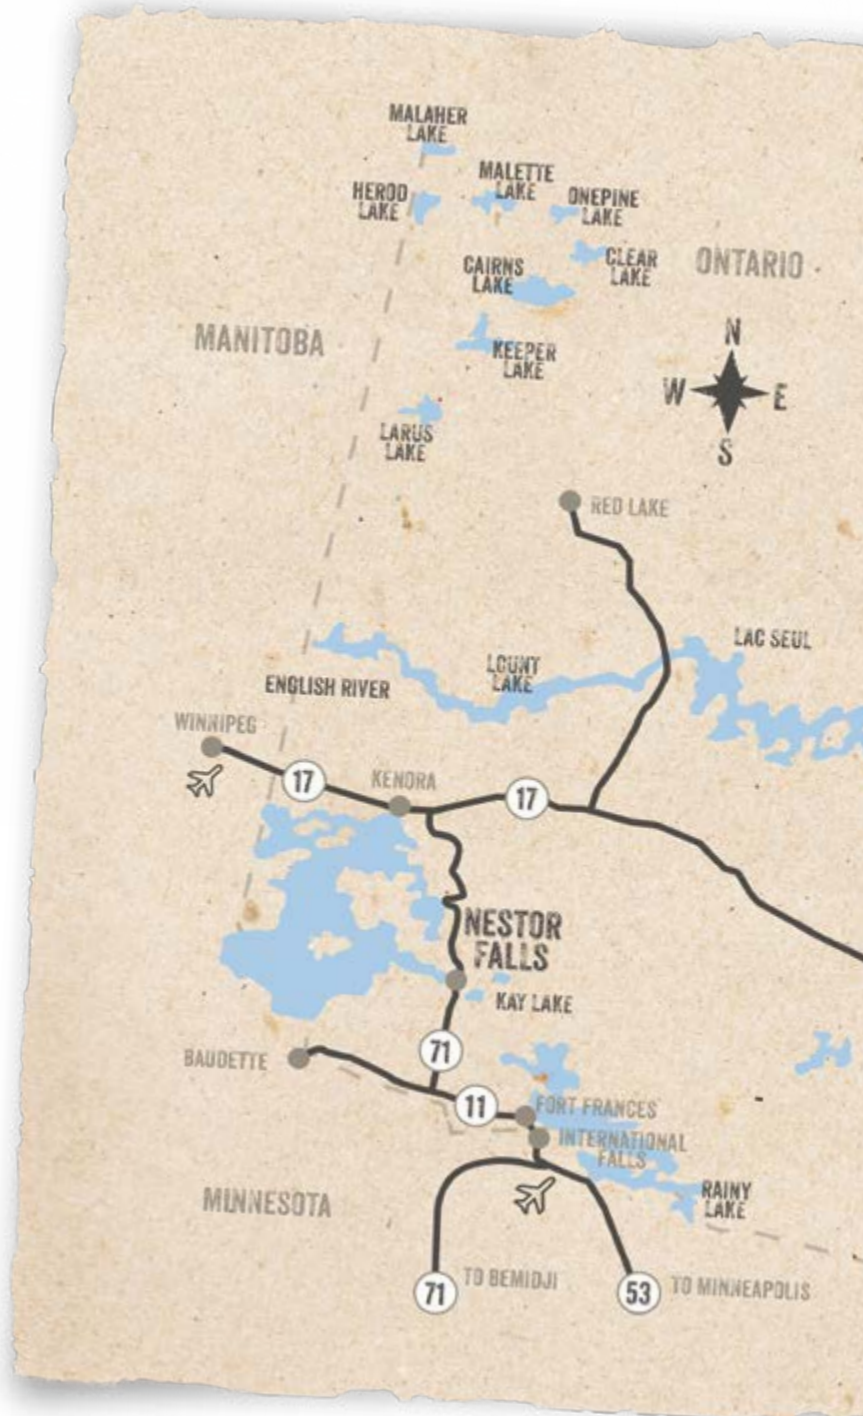 MALAHER
LAKE
MALETTE
LAKE
HEROD
LAKE
ONEPINE
LAKE
CLEAR
LAKE
ONTARIO
CAIRNS
LAKE
MANITOBA
N
KEEPER
LAKE
W
E
S
LARUS
LAKE
RED LAKE
LAC SEUL
LOUNT
LAKE
ENGLISH RIVER
WINNIPEG
17
KENORA
17
NESTOR
FALLS
KAY LAKE
71
BAUDETTE
11
FORT FRANCES
INTERNATIONAL
FALLS
MINNESOTA
RAINY
LAKE
71
TO BEMIDJI
53
TO MINNEAPOLIS